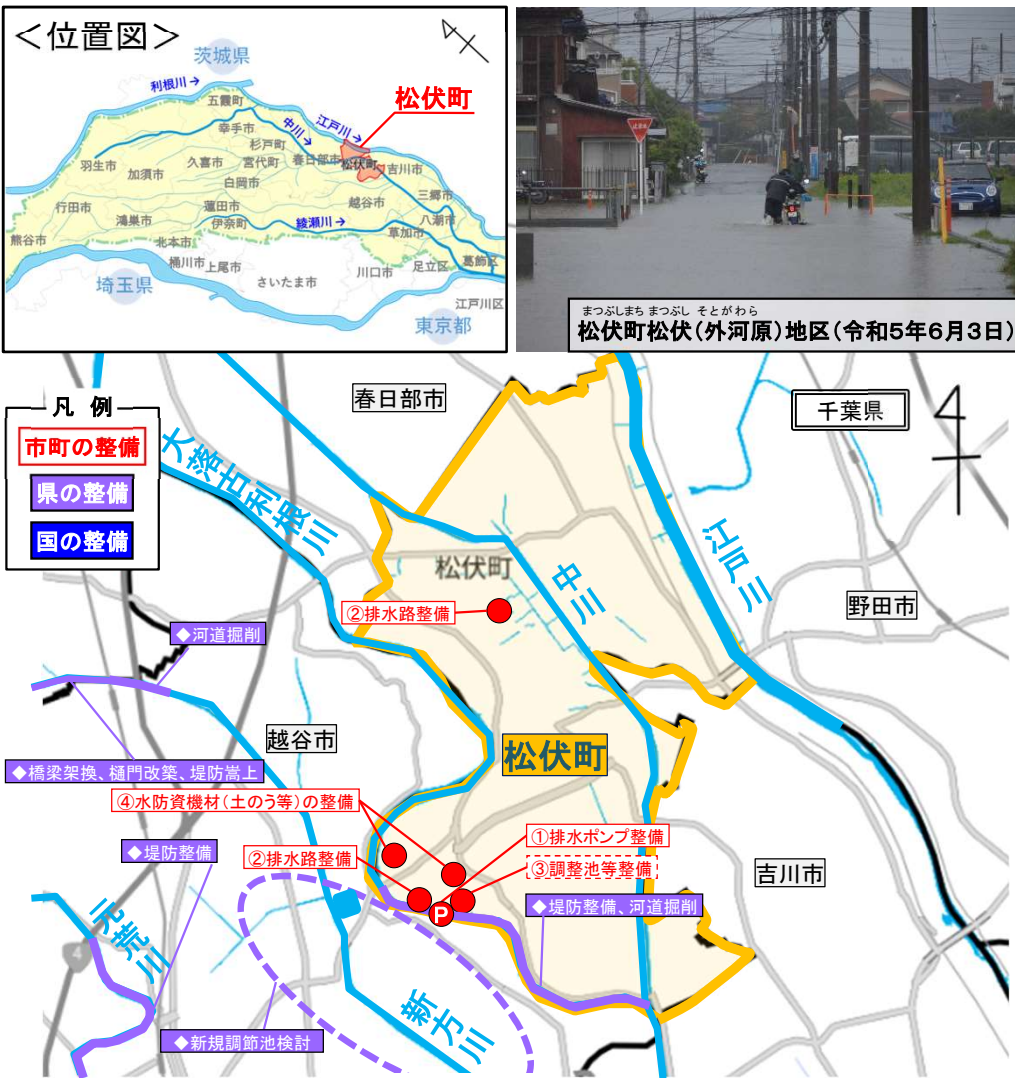 <位置図>
茨城県
利根川→
五霞町
江戸川→
松伏町
中川→
幸手市
杉戸町
羽生市
加須市
久喜市
宮代町
春日部市
松伏町
吉川市
白岡市
三郷市
行田市
蓮田市
越谷市
鴻巣市
伊奈町
綾瀬川→
八潮市
草加市
熊谷市
北本市
桶川市
上尾市
さいたま市
川口市
足立区
葛飾区
埼玉県
江戸川区
東京都
まつぶしまち まつぶし そとがわら
松伏町松伏(外河原)地区(令和5年6月3日)
凡 例
市町の整備
県の整備
国の整備
春日部市
千葉県
大落古利根川
松伏町
中川
江戸川
②排水路整備
野田市
◆河道掘削
越谷市
松伏町
◆橋梁架換、樋門改築、堤防嵩上
④水防資機材(土のう等)の整備
①排水ポンプ整備
◆堤防整備
②排水路整備
③調整池等整備
吉川市
P
◆堤防整備、河道掘削
元荒川
4
新方川
◆新規調節池検討